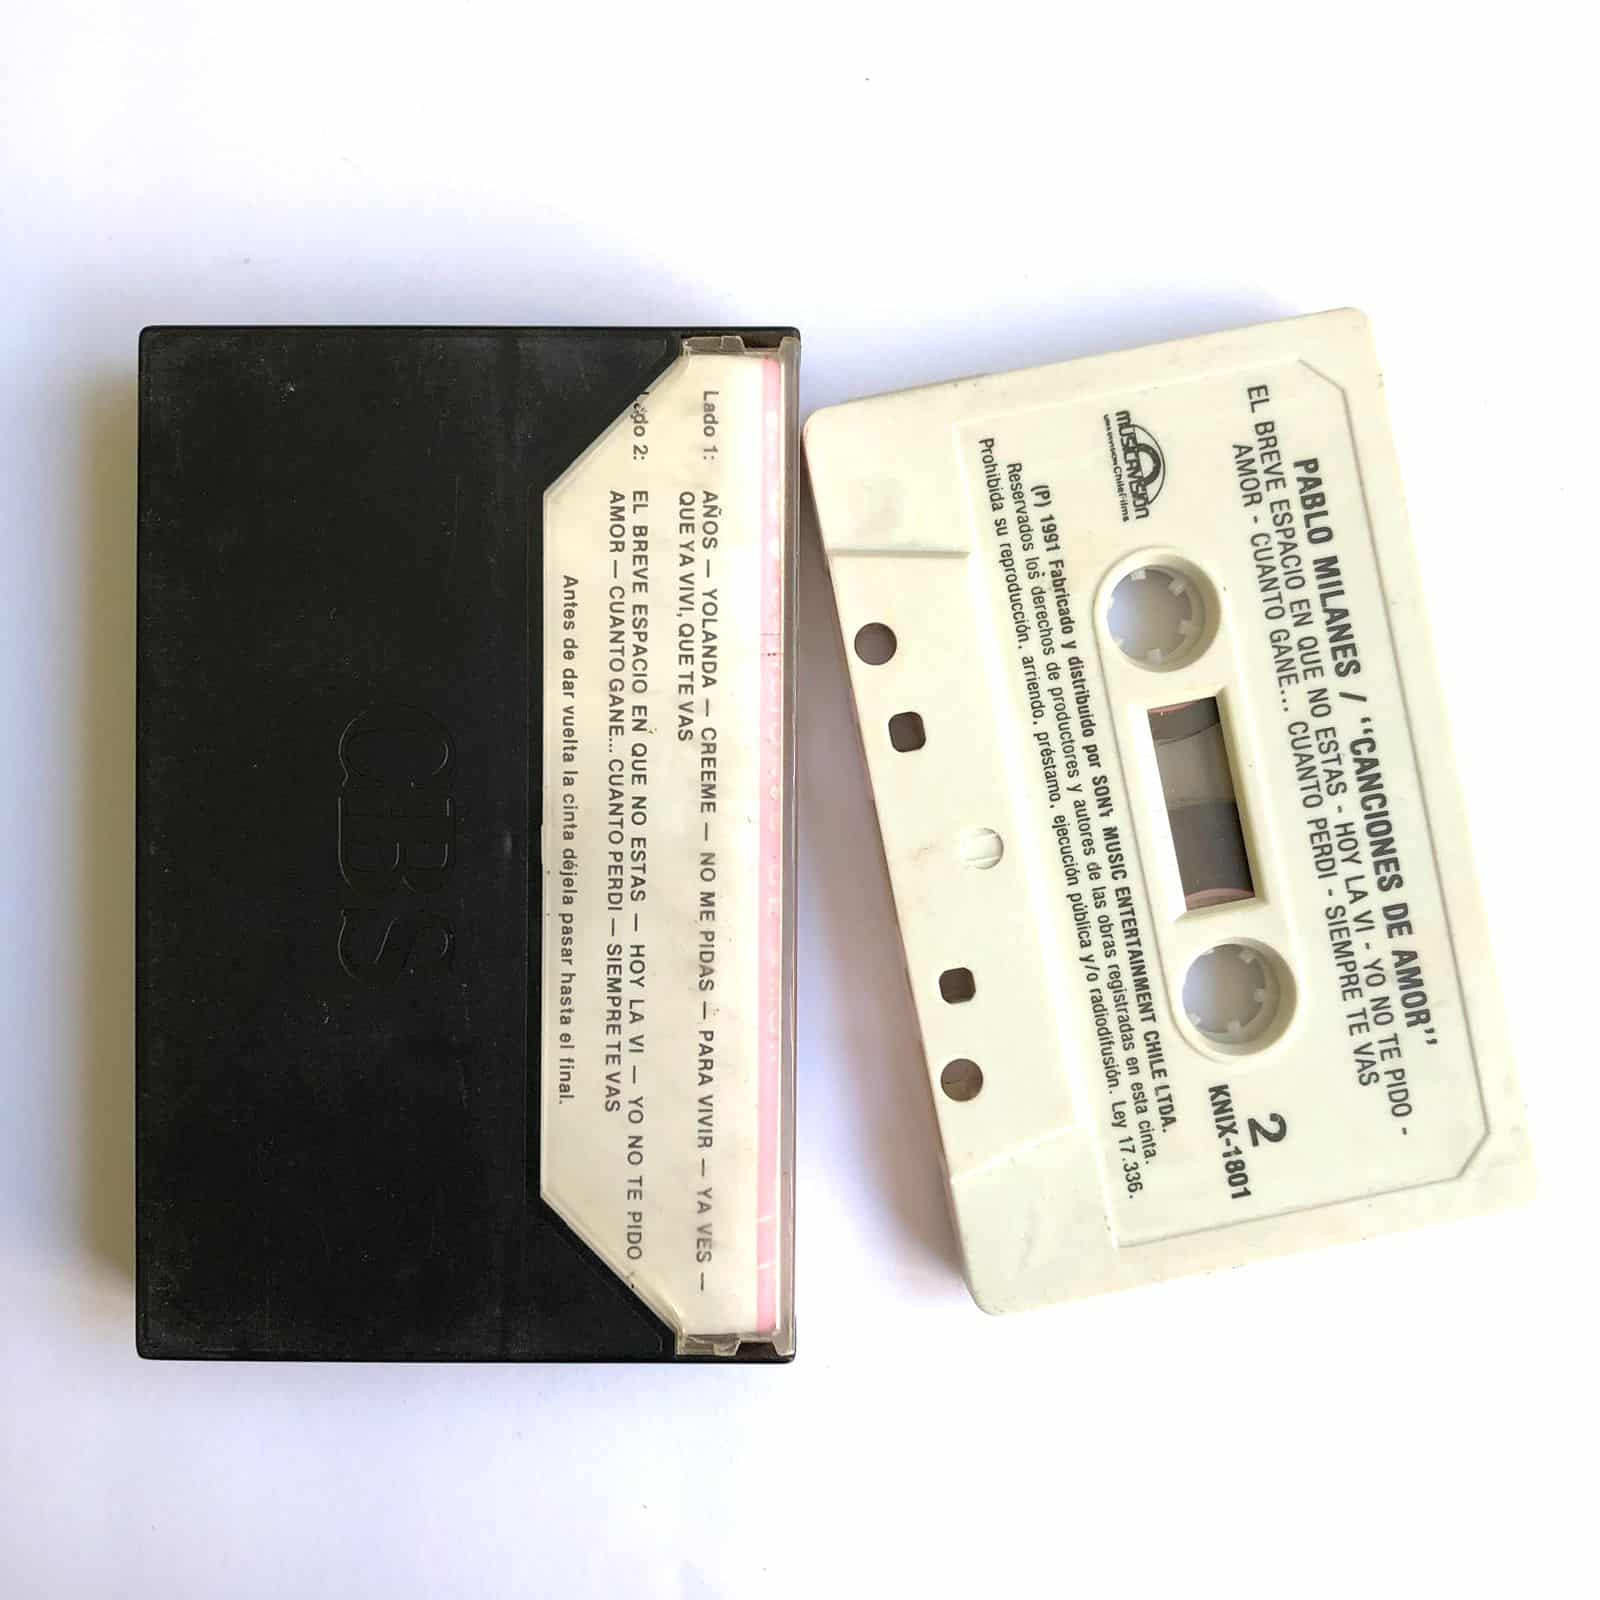 Lado 1: AÑOS — YOLANDA — CREEME — NO ME PIDAS — PARA VIVIR — YA VES —
QUE YA VIVI, QUE TE VAS
Lado 2: EL BREVE ESPACIO EN QUE NO ESTAS — HOY LA VI — YO NO TE PIDO —
AMOR — CUANTO GANE... CUANTO PERDI — SIEMPRE TE VAS
Antes de dar vuelta la cinta déjela pasar hasta el final.
CBS
PABLO MILANES / “CANCIONES DE AMOR”
EL BREVE ESPACIO EN QUE NO ESTAS - HOY LA VI - YO NO TE PIDO -
AMOR - CUANTO GANE... CUANTO PERDI - SIEMPRE TE VAS
musicavision
UNA DIVISION Chilefilms
2
KNIX-1801
(P) 1991 Fabricado y distribuido por SONY MUSIC ENTERTAINMENT CHILE LTDA.
Reservados los derechos de productores y autores de las obras registradas en esta cinta.
Prohibida su reproducción, arriendo, préstamo, ejecución pública y/o radiodifusión. Ley 17.336.